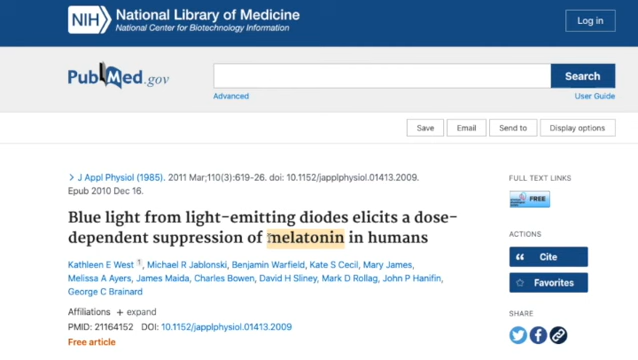 NIH National Library of Medicine
National Center for Biotechnology Information
Log in
PubMed.gov
Search
Advanced
User Guide
Save Email Send to Display options
> J Appl Physiol (1985). 2011 Mar;110(3):619-26. doi: 10.1152/japplphysiol.01413.2009.
Epub 2010 Dec 16.
Blue light from light-emitting diodes elicits a dose-
dependent suppression of melatonin in humans
Kathleen E West 1, Michael R Jablonski, Benjamin Warfield, Kate S Cecil, Mary James,
Melissa A Ayers, James Maida, Charles Bowen, David H Sliney, Mark D Rollag, John P Hanifin,
George C Brainard
Affiliations + expand
PMID: 21164152 DOI: 10.1152/japplphysiol.01413.2009
Free article
FULL TEXT LINKS
FREE
ACTIONS
Cite
Favorites
SHARE